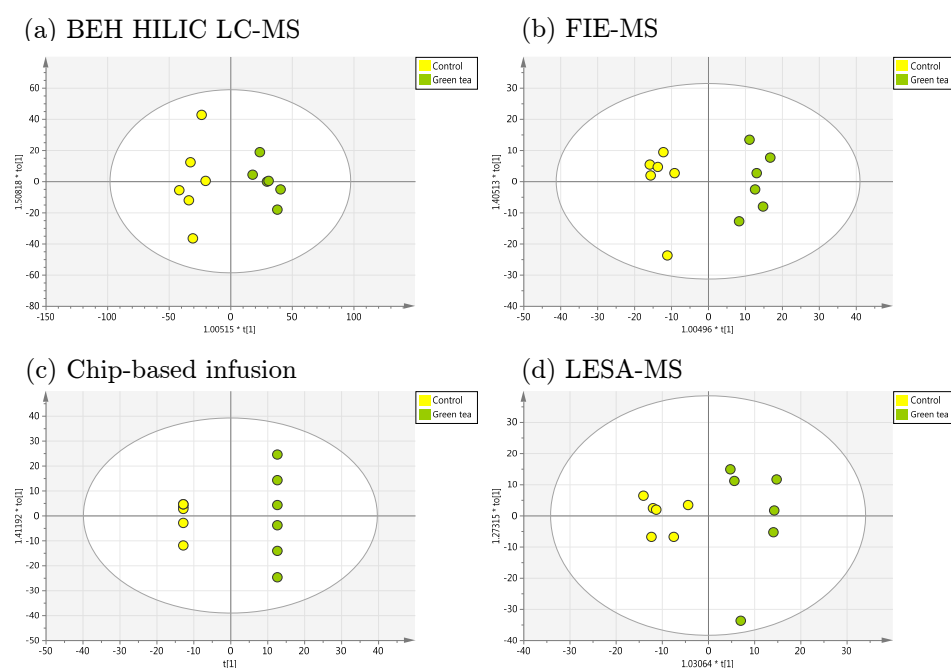 (a) BEH HILIC LC-MS
Control
Green tea
60
40
20
0
-20
-40
-60
-80
-150 -100 -50 0 50 100
1.50818 * to[1]
1.00515 * t[1]
(b) FIE-MS
Control
Green tea
30
20
10
0
-10
-20
-30
-40
-50 -40 -30 -20 -10 0 10 20 30 40
1.40513 * to[1]
1.00496 * t[1]
(c) Chip-based infusion
Control
Green tea
40
30
20
10
0
-10
-20
-30
-40
-50
-50 -40 -30 -20 -10 0 10 20 30 40
1.41192 * to[1]
t[1]
(d) LESA-MS
Control
Green tea
30
20
10
0
-10
-20
-30
-40
-40 -30 -20 -10 0 10 20 30
1.27315 * to[1]
1.03064 * t[1]